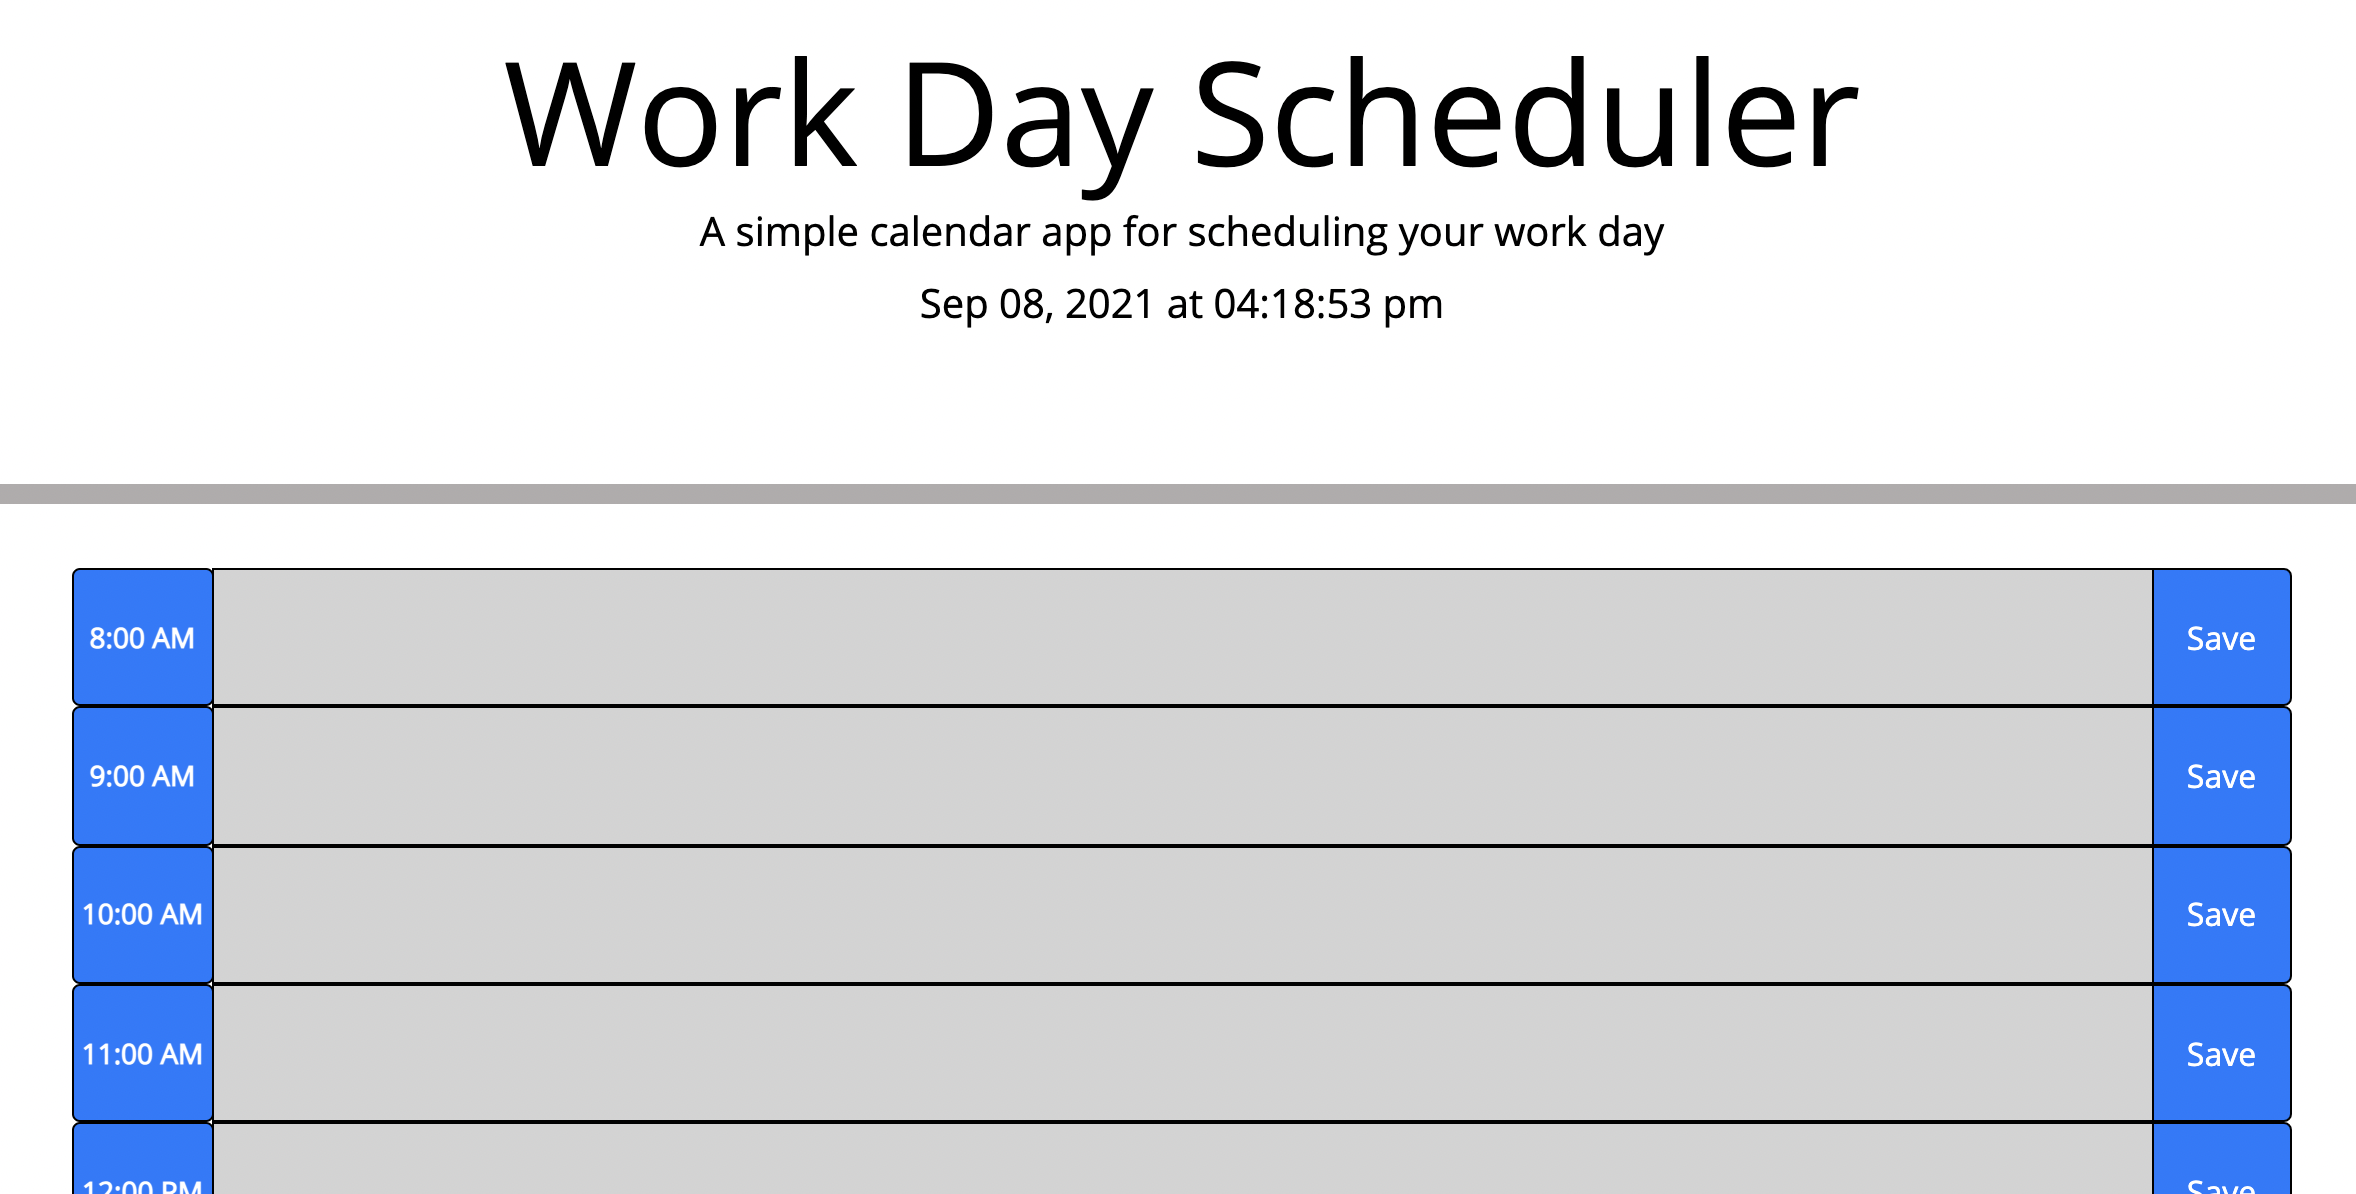 Work Day Scheduler
A simple calendar app for scheduling your work day
Sep 08, 2021 at 04:18:53 pm
8:00 AM Save
9:00 AM Save
10:00 AM Save
11:00 AM Save
12:00 PM Save